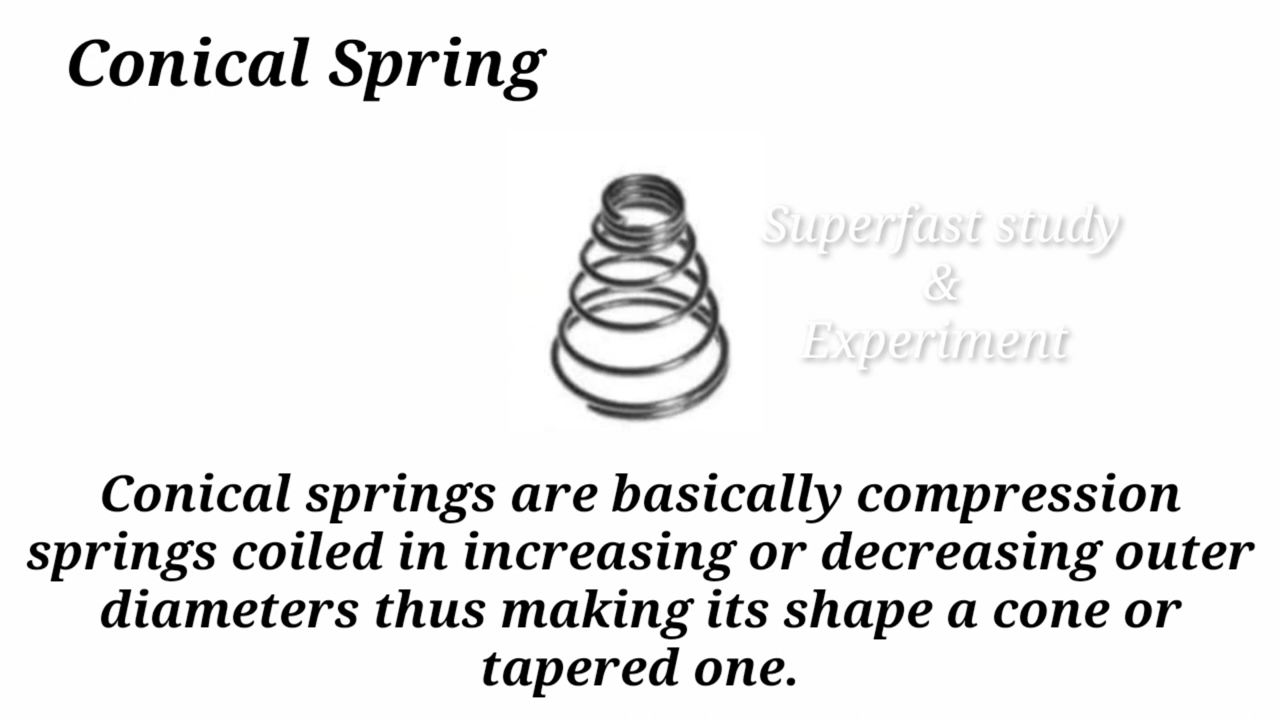 Conical Spring
Superfast study
&
Experiment
Conical springs are basically compression
springs coiled in increasing or decreasing outer
diameters thus making its shape a cone or
tapered one.